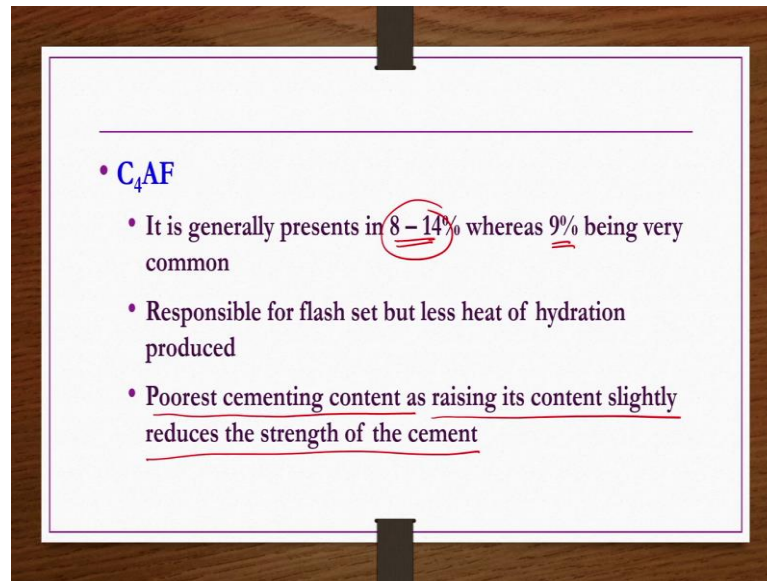 • C₄AF
• It is generally presents in 8 – 14% whereas 9% being very
common
• Responsible for flash set but less heat of hydration
produced
• Poorest cementing content as raising its content slightly
reduces the strength of the cement